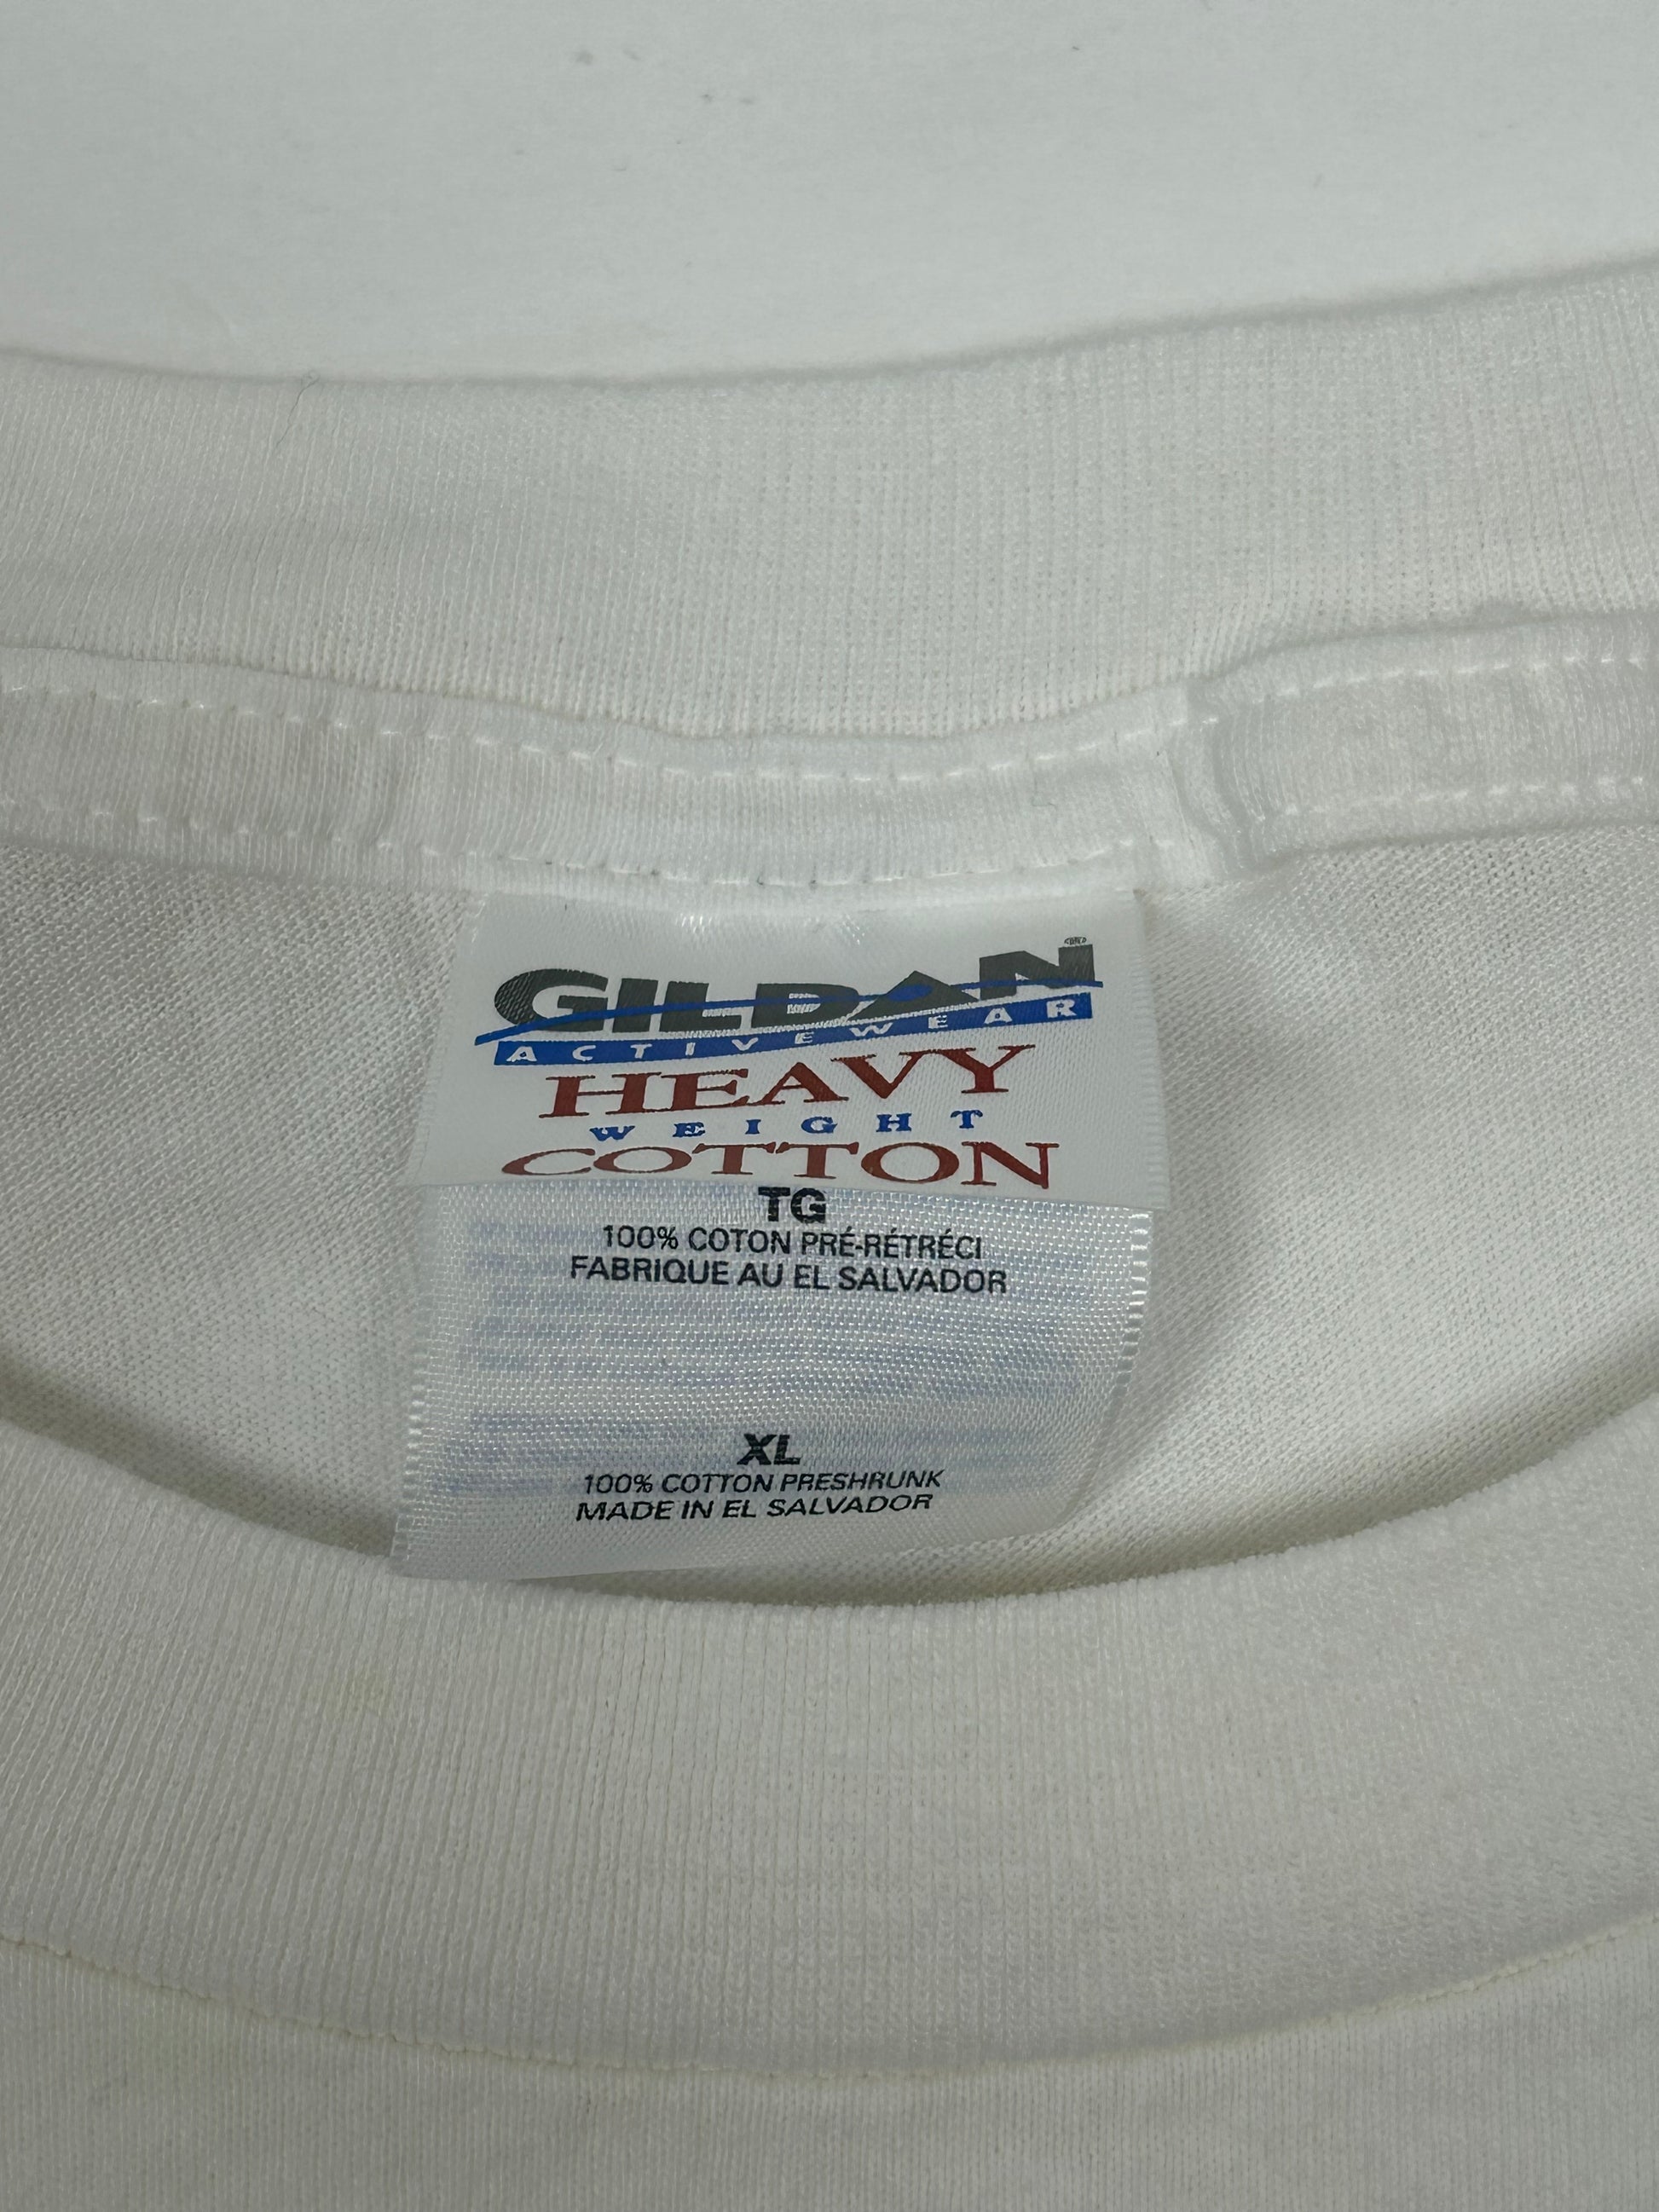 GILDAN
ACTIVEWEAR
HEAVY
WEIGHT
COTTON
TG
100% COTON PRÉ-RÉTRÉCI
FABRIQUE AU EL SALVADOR
XL
100% COTTON PRESHRUNK
MADE IN EL SALVADOR